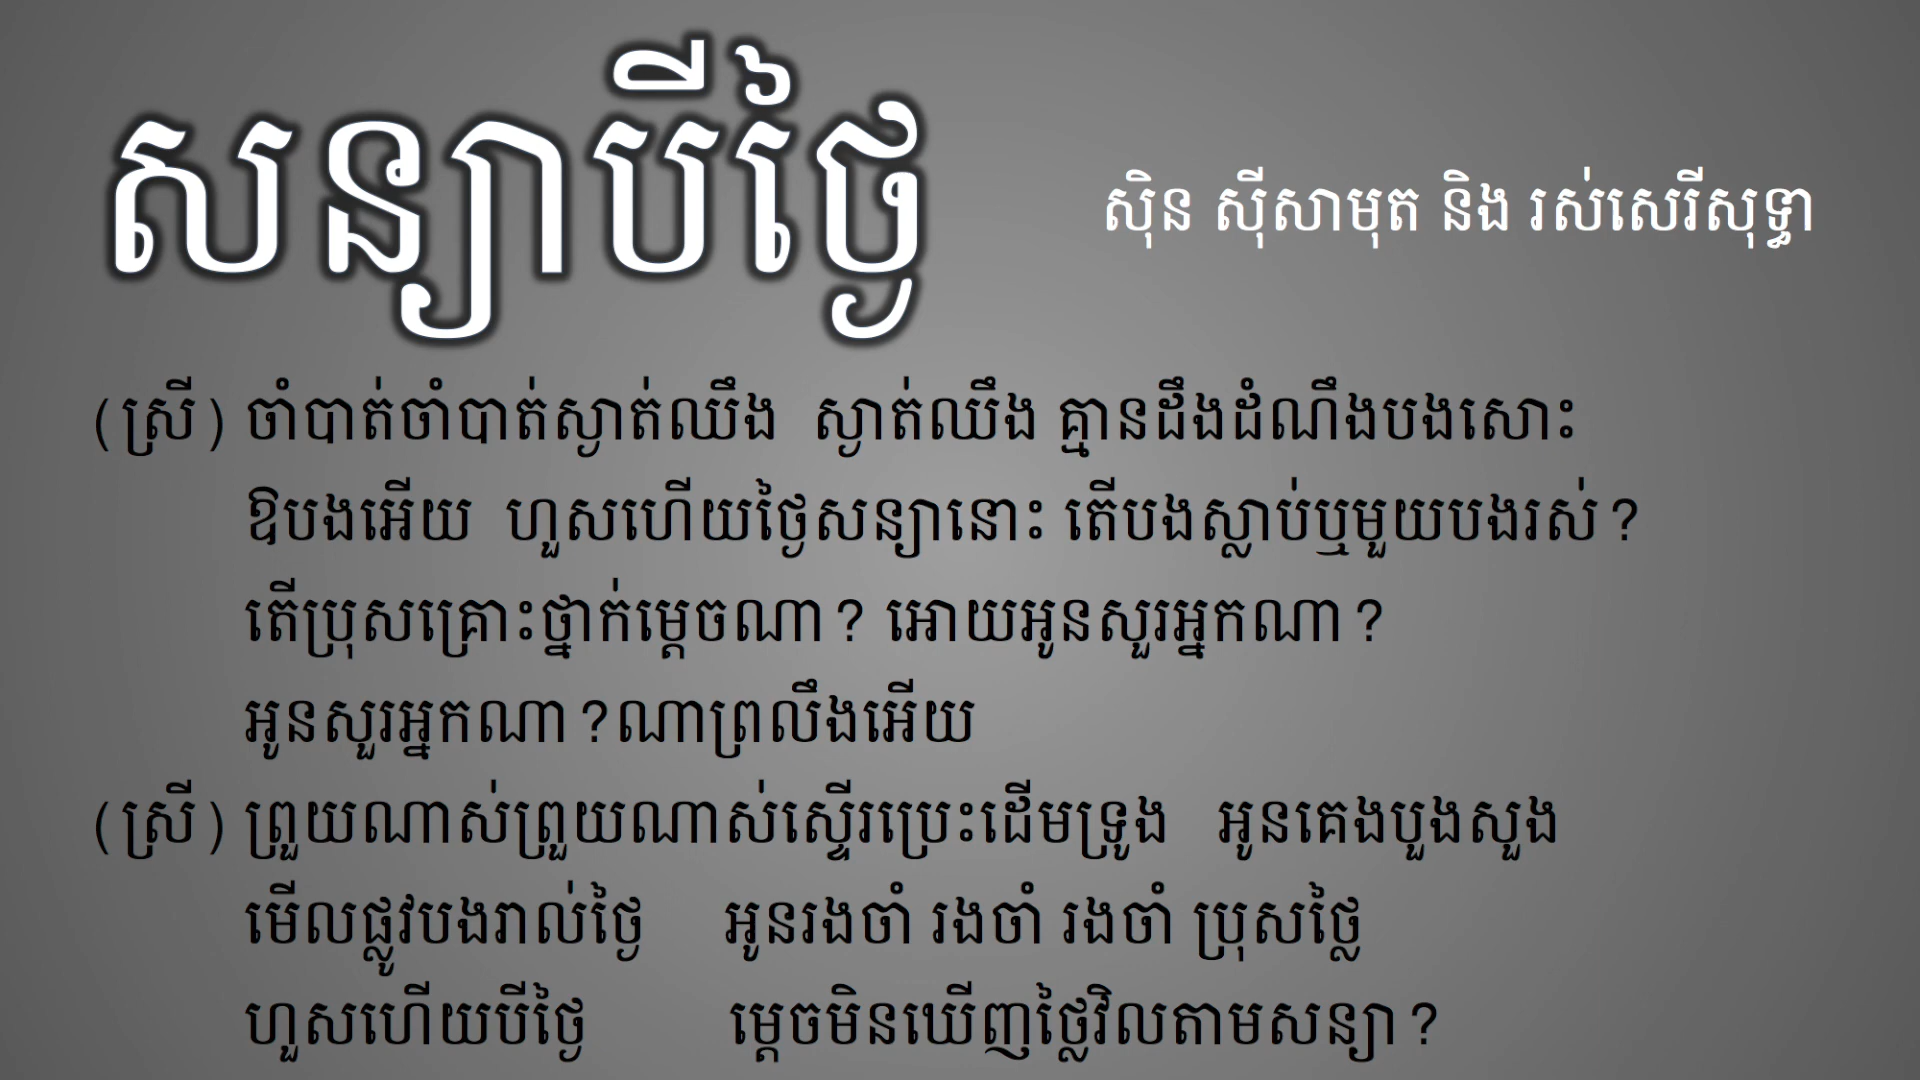 សន្យាបីថ្ងៃ
ស៊ិន ស៊ីសាមុត និង រស់សេរីសុទ្ធា
(ស្រី) ចាំបាត់ចាំបាត់ស្ងាត់ឈឹង ស្ងាត់ឈឹង គ្មានដឹងដំណឹងបងសោះ
ឱបងអើយ ហួសហើយថ្ងៃសន្យានោះ តើបងស្លាប់ឬមួយបងរស់?
តើប្រុសគ្រោះថ្នាក់ម្ដេចណា? អោយអូនសួរអ្នកណា?
អូនសួរអ្នកណា?ណាព្រលឹងអើយ
(ស្រី) ព្រួយណាស់ព្រួយណាស់ស្ទើរប្រេះដើមទ្រូង អូនគេងបួងសួង
មើលផ្លូវបងរាល់ថ្ងៃ អូនរងចាំ រងចាំ រងចាំ ប្រុសថ្លៃ
ហួសហើយបីថ្ងៃ ម្ដេចមិនឃើញថ្លៃវិលតាមសន្យា?